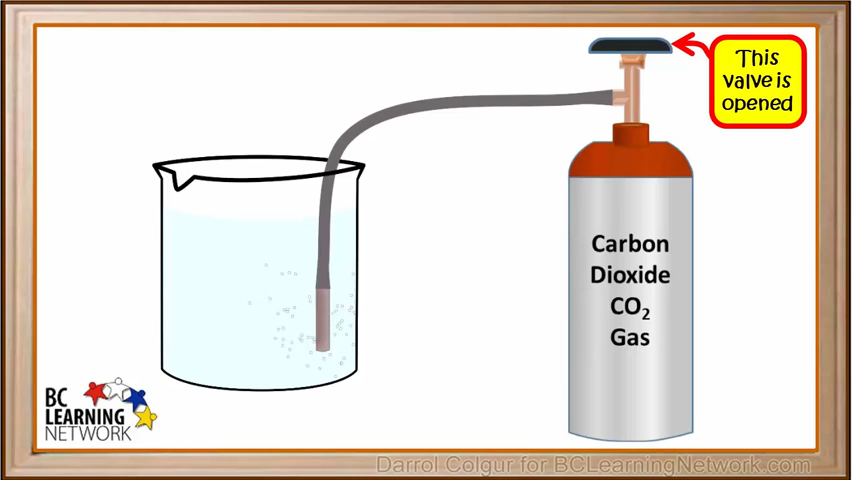 This
valve is
opened
Carbon
Dioxide
CO₂
Gas
BC
LEARNING
NETWORK
Darrol Colgur for BCLearningNetwork.com